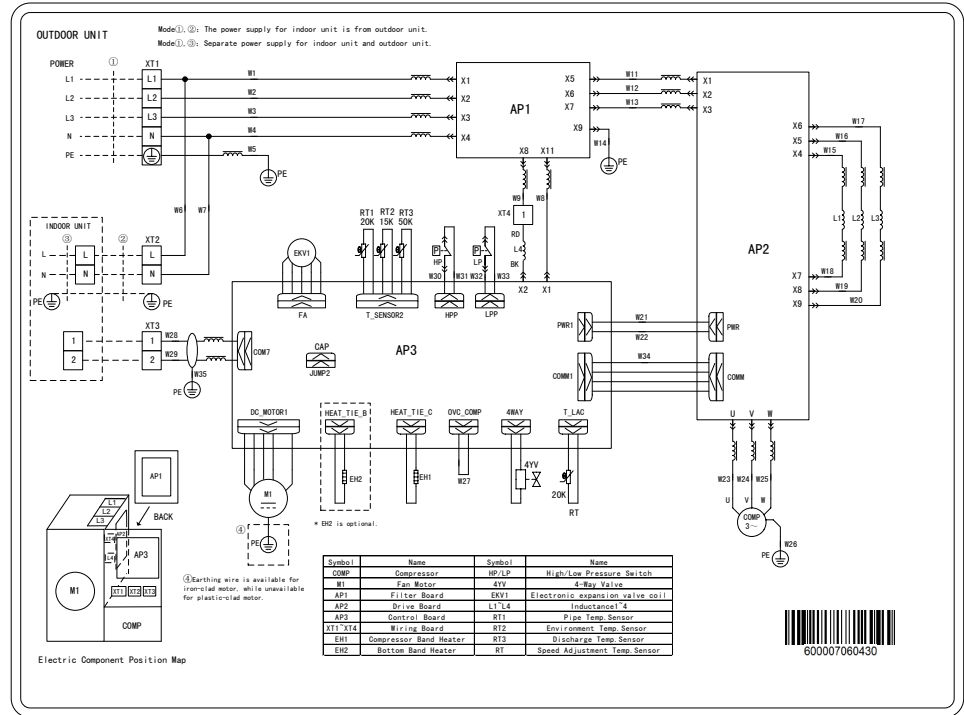 OUTDOOR UNIT
Mode①,②: The power supply for indoor unit is from outdoor unit.
Mode①,③: Separate power supply for indoor unit and outdoor unit.
POWER ① XT1
L1 L1 W1 X1
L2 L2 W2 X2
L3 L3 W3 X3
N N W4 X4
PE W5 PE
AP1
X5 W11 X1
X6 W12 X2
X7 W13 X3
X9 W14 PE
X8 X11
W9 W8
XT4 1
RD
L4
BK
X2 X1
AP2
X6 W17
X5 W16
X4 W15
L1 L2 L3
X7 W18
X8 W19
X9 W20
W6 W7
INDOOR UNIT
③ ② XT2
L L L
N N N
PE PE
XT3
1 1 W28
2 2 W29
COM7
W35
PE
EKV1
FA
RT1 RT2 RT3
20K 15K 50K
T_SENSOR2
P P
HP LP
W30 W31 W32 W33
HPP LPP
AP3
CAP
JUMP2
PWR1 W21 PWR
W22
COMM1 W34 COMM
DC_MOTOR1 HEAT_TIE_B HEAT_TIE_C OVC_COMP 4WAY T_LAC
EH2 EH1 W27 4YV
20K
RT
M1
④
PE
* EH2 is optional.
U V W
W23 W24 W25
U V W
COMP
3~
W26
PE
AP1
BACK
L1
L2
L3
AP2
XT4
L4
AP3
M1
XT1 XT2 XT3
COMP
Electric Component Position Map
④Earthing wire is available for
iron-clad motor, while unavailable
for plastic-clad motor.
Symbol Name Symbol Name
COMP Compressor HP/LP High/Low Pressure Switch
M1 Fan Motor 4YV 4-Way Valve
AP1 Filter Board EKV1 Electronic expansion valve coil
AP2 Drive Board L1~L4 Inductance1~4
AP3 Control Board RT1 Pipe Temp.Sensor
XT1~XT4 Wiring Board RT2 Environment Temp.Sensor
EH1 Compressor Band Heater RT3 Discharge Temp.Sensor
EH2 Bottom Band Heater RT Speed Adjustment Temp.Sensor
600007060430